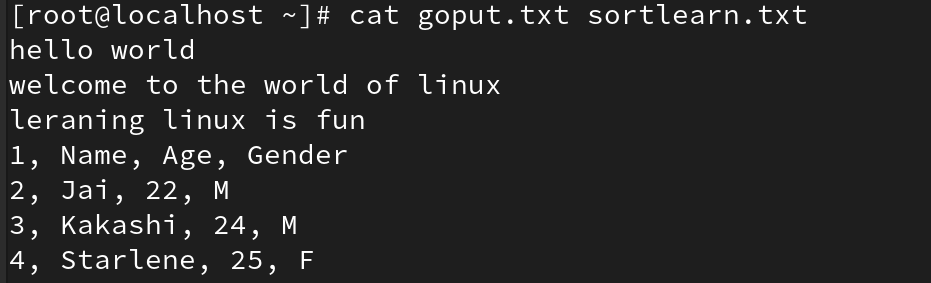 [root@localhost ~]# cat goput.txt sortlearn.txt
hello world
welcome to the world of linux
leraning linux is fun
1, Name, Age, Gender
2, Jai, 22, M
3, Kakashi, 24, M
4, Starlene, 25, F